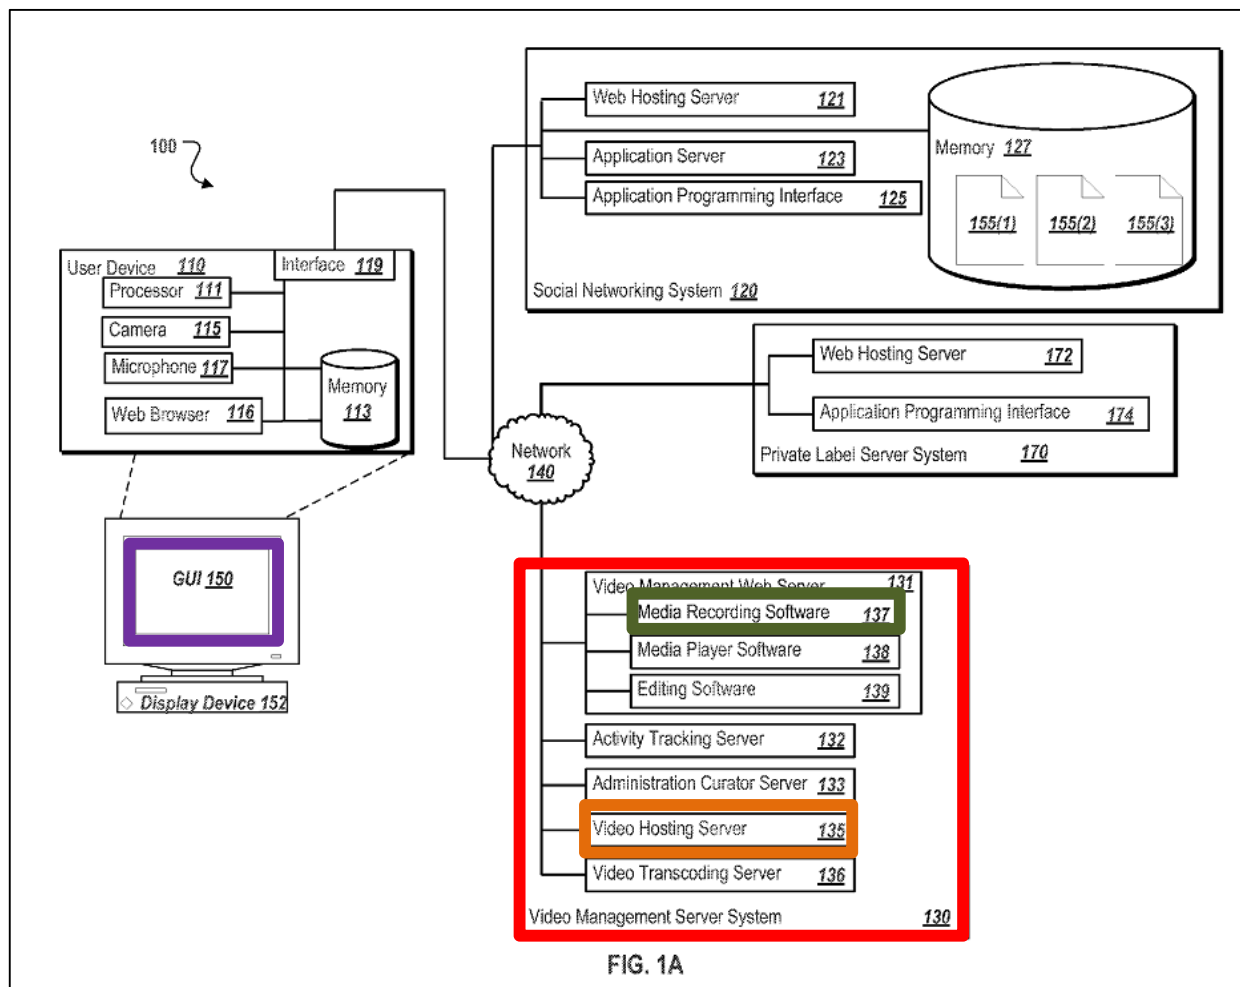 100
Web Hosting Server 121
Application Server 123
Application Programming Interface 125
Memory 127
155(1) 155(2) 155(3)
Social Networking System 120
User Device 110
Interface 119
Processor 111
Camera 115
Microphone 117
Web Browser 116
Memory
113
Web Hosting Server 172
Application Programming Interface 174
Private Label Server System 170
Network
140
GUI 150
Display Device 152
Video Management Web Server 131
Media Recording Software 137
Media Player Software 138
Editing Software 139
Activity Tracking Server 132
Administration Curator Server 133
Video Hosting Server 135
Video Transcoding Server 136
Video Management Server System 130
FIG. 1A